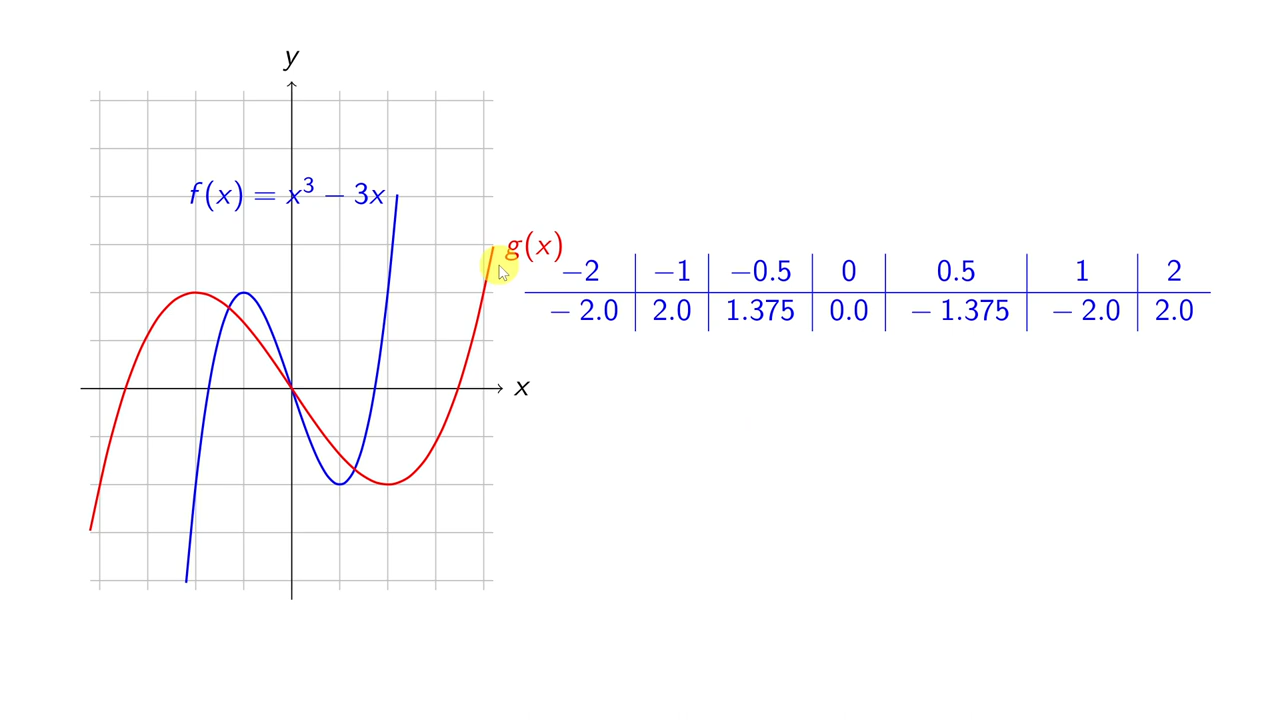 y
f(x) = x³ − 3x
g(x)
−2 −1 −0.5 0 0.5 1 2
− 2.0 2.0 1.375 0.0 − 1.375 − 2.0 2.0
x